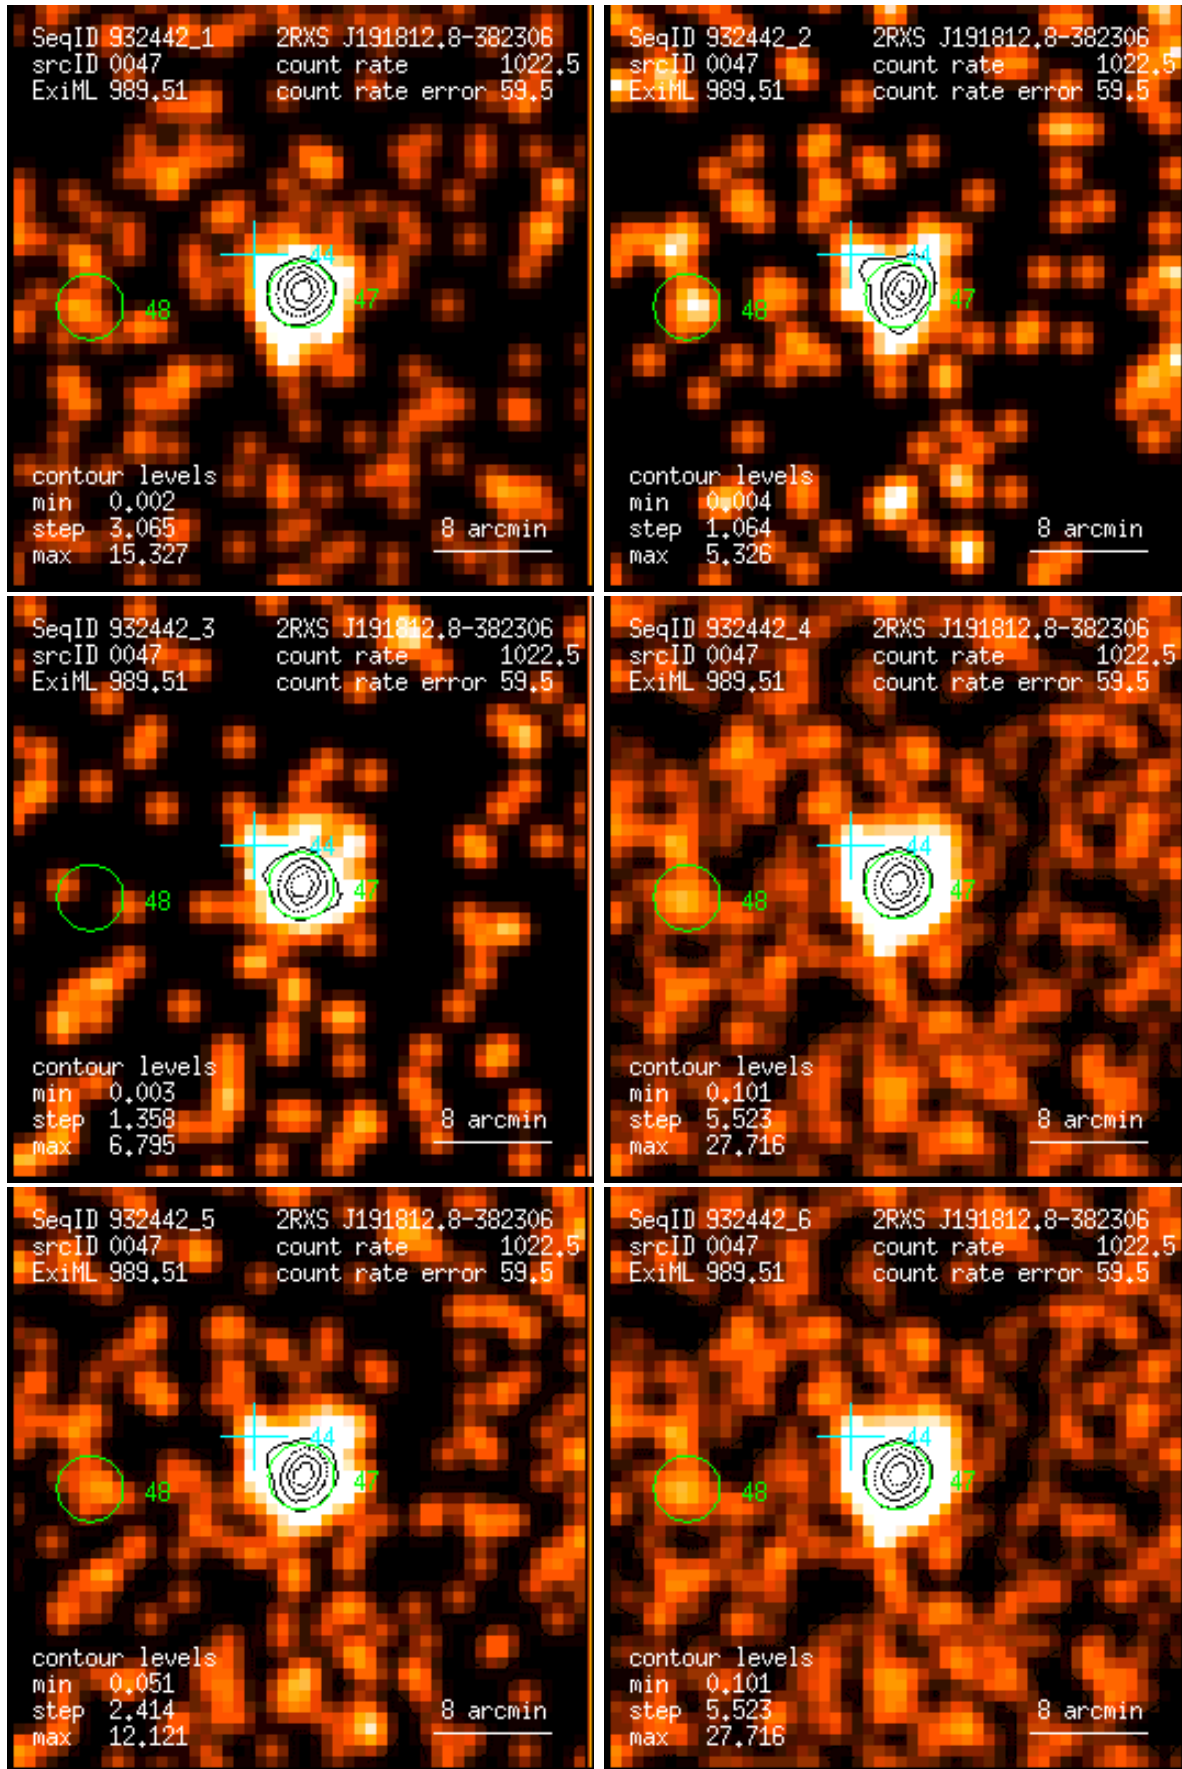 SeqID 932442_1 2RXS J191812.8-382306
srcID 0047 count rate 1022.5
ExiML 989.51 count rate error 59.5
44
47
48
contour levels
min 0.002
step 3.065
max 15.327
8 arcmin
SeqID 932442_2 2RXS J191812.8-382306
srcID 0047 count rate 1022.5
ExiML 989.51 count rate error 59.5
44
47
48
contour levels
min 0.004
step 1.064
max 5.326
8 arcmin
SeqID 932442_3 2RXS J191812.8-382306
srcID 0047 count rate 1022.5
ExiML 989.51 count rate error 59.5
44
47
48
contour levels
min 0.003
step 1.358
max 6.795
8 arcmin
SeqID 932442_4 2RXS J191812.8-382306
srcID 0047 count rate 1022.5
ExiML 989.51 count rate error 59.5
44
47
48
contour levels
min 0.101
step 5.523
max 27.716
8 arcmin
SeqID 932442_5 2RXS J191812.8-382306
srcID 0047 count rate 1022.5
ExiML 989.51 count rate error 59.5
44
47
48
contour levels
min 0.051
step 2.414
max 12.121
8 arcmin
SeqID 932442_6 2RXS J191812.8-382306
srcID 0047 count rate 1022.5
ExiML 989.51 count rate error 59.5
44
47
48
contour levels
min 0.101
step 5.523
max 27.716
8 arcmin